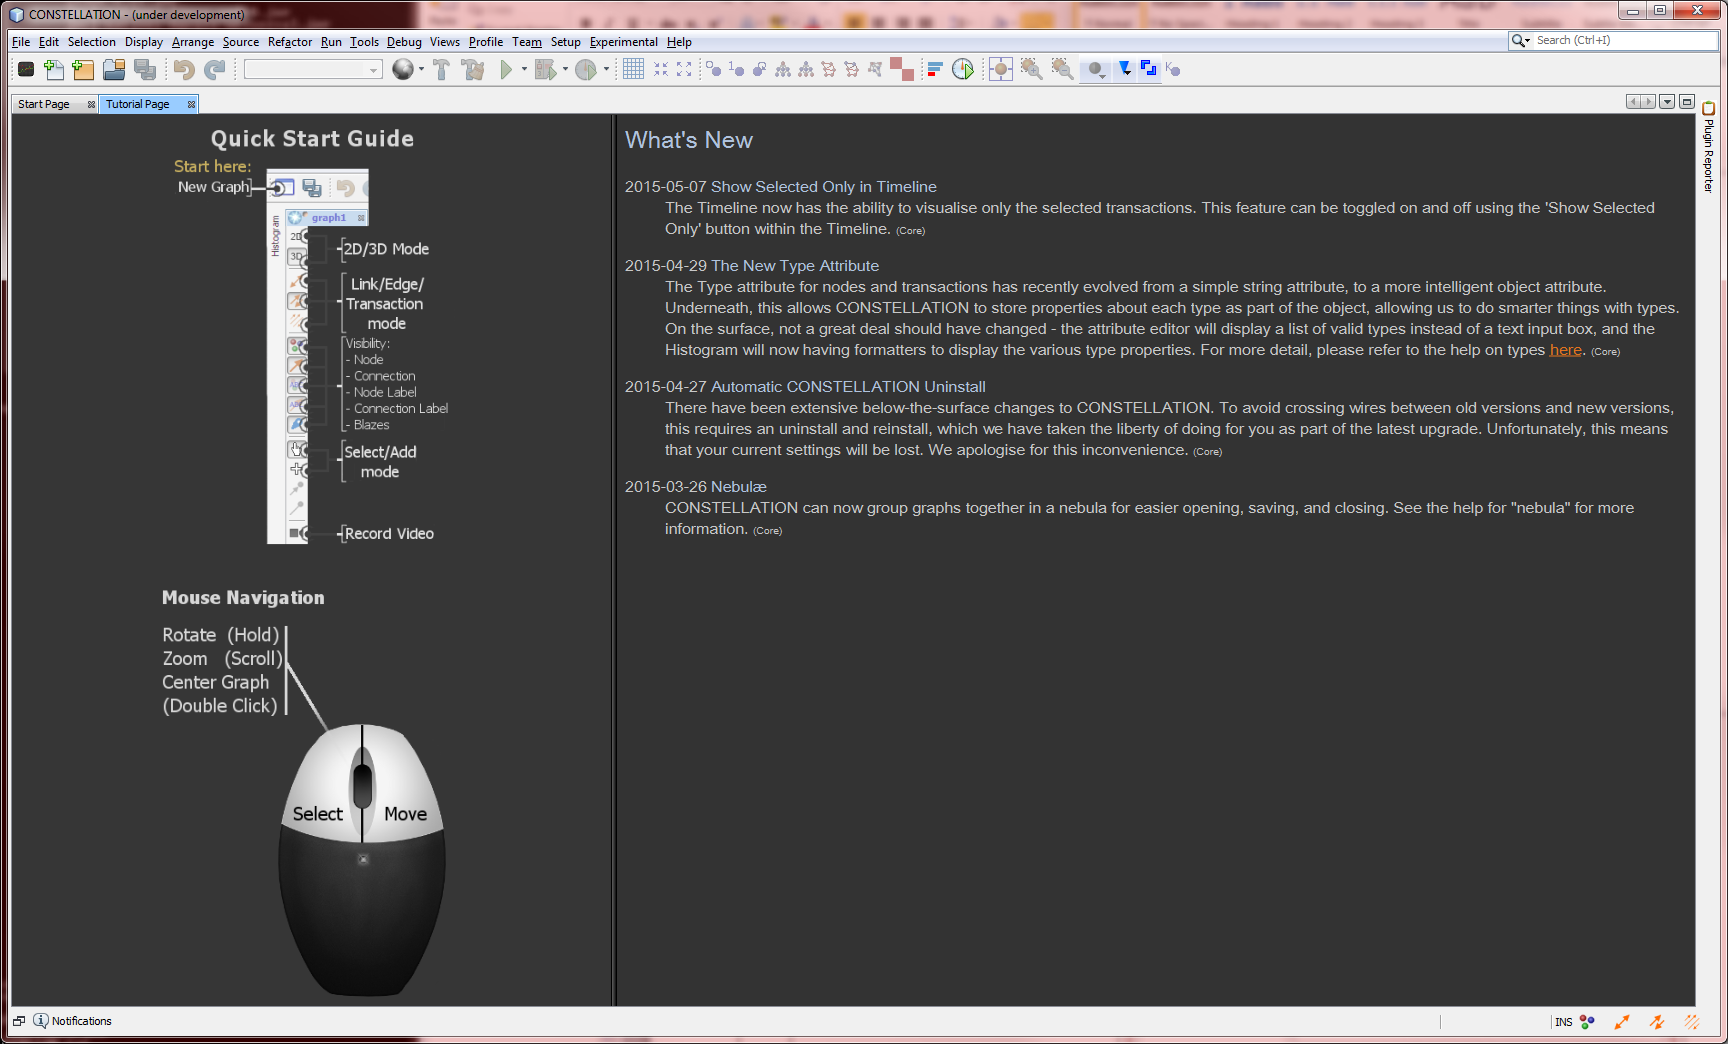 CONSTELLATION - (under development)
File Edit Selection Display Arrange Source Refactor Run Tools Debug Views Profile Team Setup Experimental Help
Search (Ctrl+I)
Start Page
Tutorial Page
Plugin Reporter
Quick Start Guide
Start here:
New Graph
graph1
Histogram
2D
3D
2D/3D Mode
Link/Edge/
Transaction
mode
Visibility:
- Node
- Connection
- Node Label
- Connection Label
- Blazes
Select/Add
mode
Record Video
Mouse Navigation
Rotate (Hold)
Zoom (Scroll)
Center Graph
(Double Click)
Select
Move
What's New
2015-05-07 Show Selected Only in Timeline
The Timeline now has the ability to visualise only the selected transactions. This feature can be toggled on and off using the 'Show Selected
Only' button within the Timeline. (Core)
2015-04-29 The New Type Attribute
The Type attribute for nodes and transactions has recently evolved from a simple string attribute, to a more intelligent object attribute.
Underneath, this allows CONSTELLATION to store properties about each type as part of the object, allowing us to do smarter things with types.
On the surface, not a great deal should have changed - the attribute editor will display a list of valid types instead of a text input box, and the
Histogram will now having formatters to display the various type properties. For more detail, please refer to the help on types here. (Core)
2015-04-27 Automatic CONSTELLATION Uninstall
There have been extensive below-the-surface changes to CONSTELLATION. To avoid crossing wires between old versions and new versions,
this requires an uninstall and reinstall, which we have taken the liberty of doing for you as part of the latest upgrade. Unfortunately, this means
that your current settings will be lost. We apologise for this inconvenience. (Core)
2015-03-26 Nebulæ
CONSTELLATION can now group graphs together in a nebula for easier opening, saving, and closing. See the help for "nebula" for more
information. (Core)
Notifications
INS